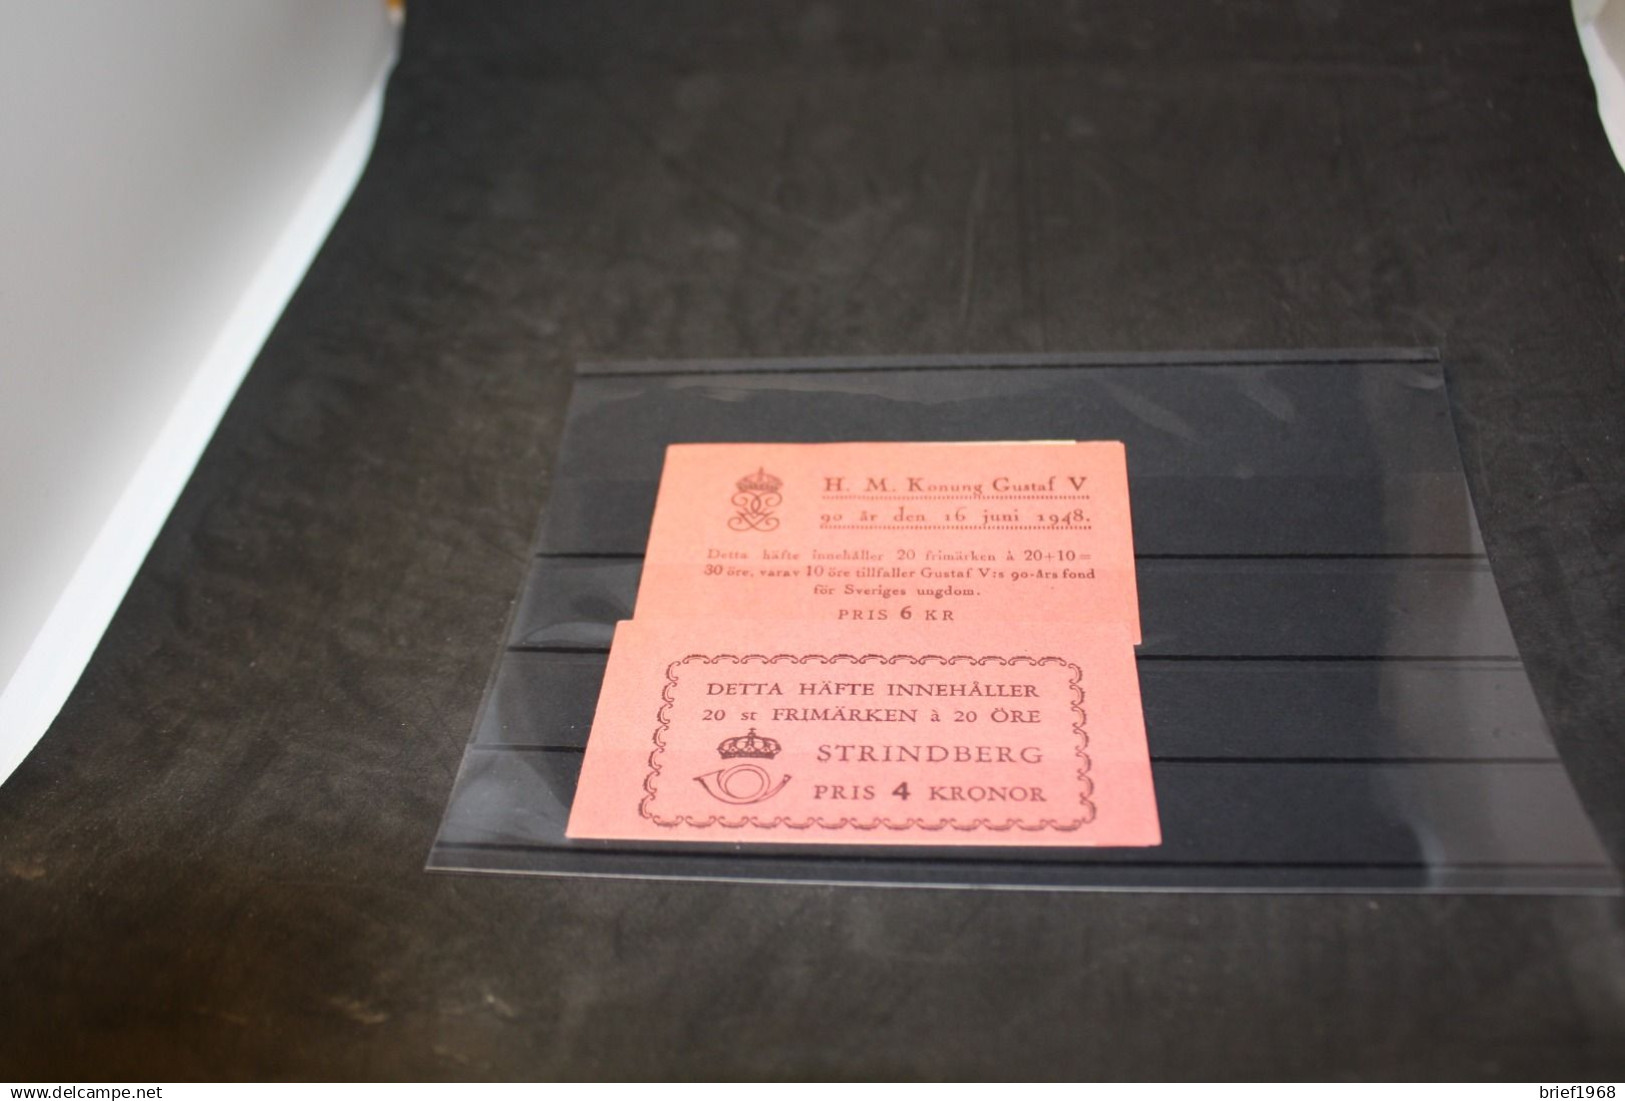 H. M. Konung Gustaf V
90 år den 16 juni 1948.
Detta häfte innehåller 20 frimärken à 20+10=
30 öre, varav 10 öre tillfaller Gustaf V:s 90-års fond
för Sveriges ungdom.
PRIS 6 KR
DETTA HÄFTE INNEHÅLLER
20 st FRIMÄRKEN à 20 ÖRE
STRINDBERG
PRIS 4 KRONOR
delcampe.net
brief1968